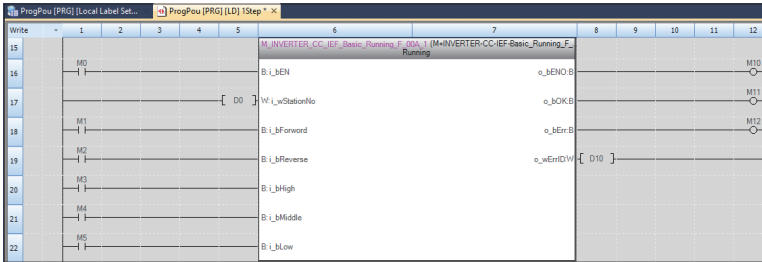 ProgPou [PRG] [Local Label Set... ProgPou [PRG] [LD] 1Step * ×
Write 1 2 3 4 5 6 7 8 9 10 11 12
15 M_INVERTER_CC_IEF_Basic_Running_F_00A_1 (M+INVERTER-CC-IEF-Basic_Running_F_
Running
M0 M10
16 B: i_bEN o_bENO:B
M11
17 D0 W: i_wStationNo o_bOK:B
M1 M12
18 B: i_bForword o_bErr:B
M2
19 B: i_bReverse o_wErrID:W D10
M3
20 B: i_bHigh
M4
21 B: i_bMiddle
M5
22 B: i_bLow